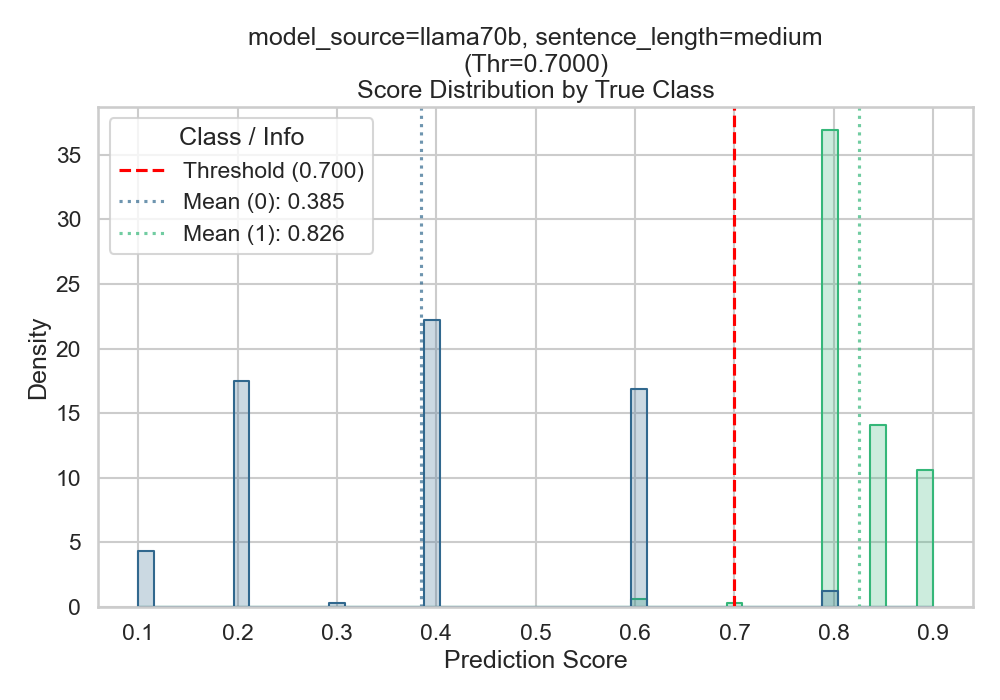 model_source=llama70b, sentence_length=medium
(Thr=0.7000)
Score Distribution by True Class
Class / Info
Threshold (0.700)
Mean (0): 0.385
Mean (1): 0.826
Density
35
30
25
20
15
10
5
0
0.1 0.2 0.3 0.4 0.5 0.6 0.7 0.8 0.9
Prediction Score